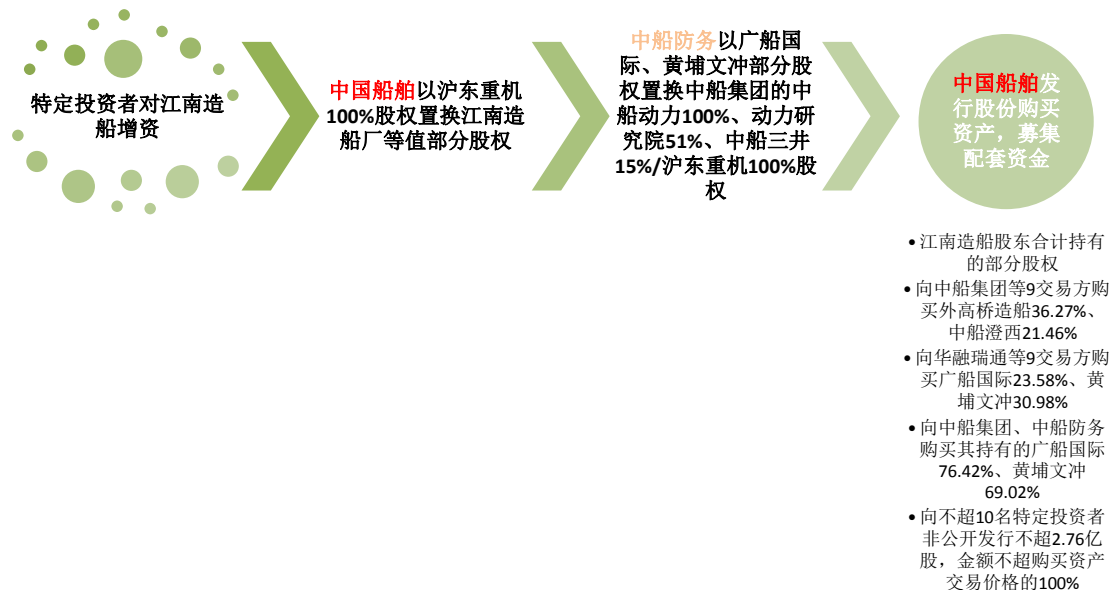 特定投资者对江南造
船增资
中国船舶以沪东重机
100%股权置换江南造
船厂等值部分股权
中船防务以广船国
际、黄埔文冲部分股
权置换中船集团的中
船动力100%、动力研
究院51%、中船三井
15%/沪东重机100%股
权
中国船舶发
行股份购买
资产，募集
配套资金
• 江南造船股东合计持有
的部分股权
• 向中船集团等9交易方购
买外高桥造船36.27%、
中船澄西21.46%
• 向华融瑞通等9交易方购
买广船国际23.58%、黄
埔文冲30.98%
• 向中船集团、中船防务
购买其持有的广船国际
76.42%、黄埔文冲
69.02%
• 向不超10名特定投资者
非公开发行不超2.76亿
股，金额不超购买资产
交易价格的100%